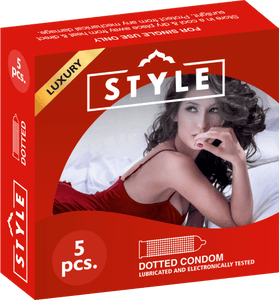 Store in a cool & dry place away from heat & direct
sunlight. Protect from any mechanical damage.
FOR SINGLE USE ONLY
5
pcs.
LUXURY
STYLE
DOTTED
STYLE
5
pcs.
DOTTED CONDOM
LUBRICATED AND ELECTRONICALLY TESTED